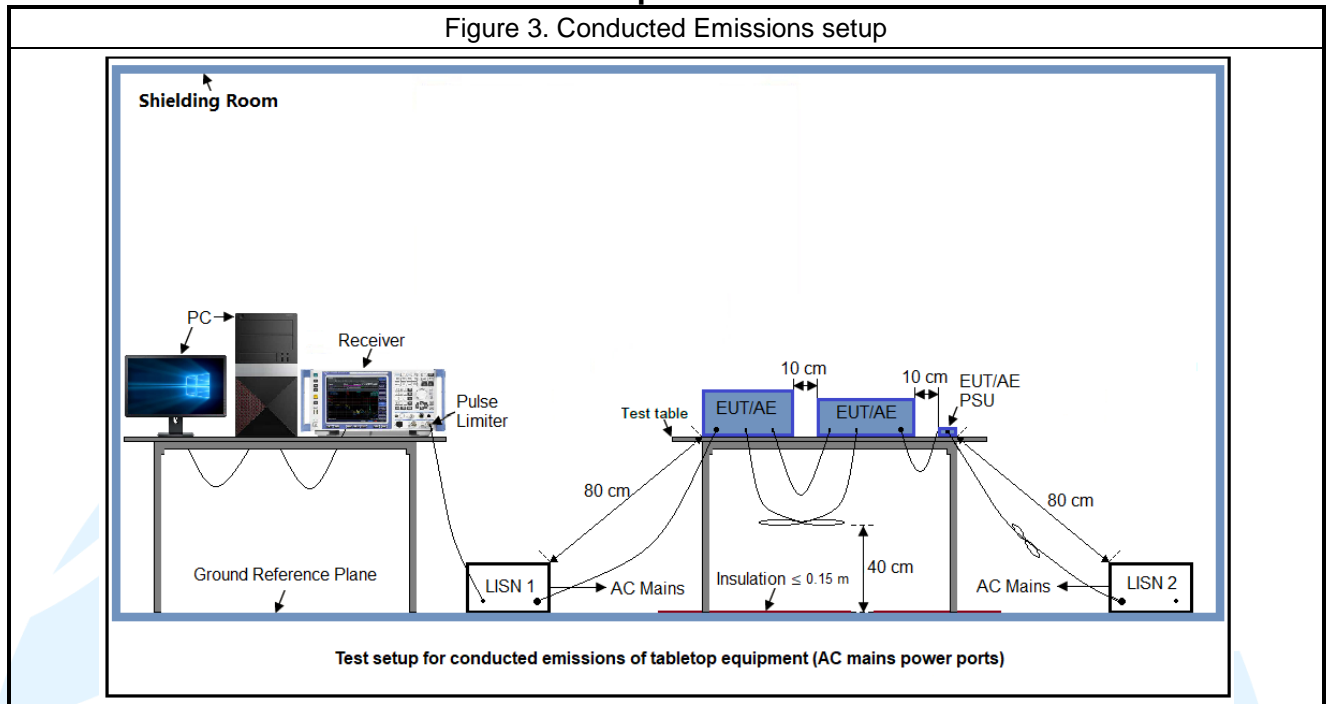 Figure 3. Conducted Emissions setup
Shielding Room
PC
Receiver
Pulse
Limiter
Test table
EUT/AE
10 cm
EUT/AE
10 cm
EUT/AE
PSU
80 cm
80 cm
40 cm
Ground Reference Plane
LISN 1
AC Mains
Insulation ≤ 0.15 m
AC Mains
LISN 2
Test setup for conducted emissions of tabletop equipment (AC mains power ports)